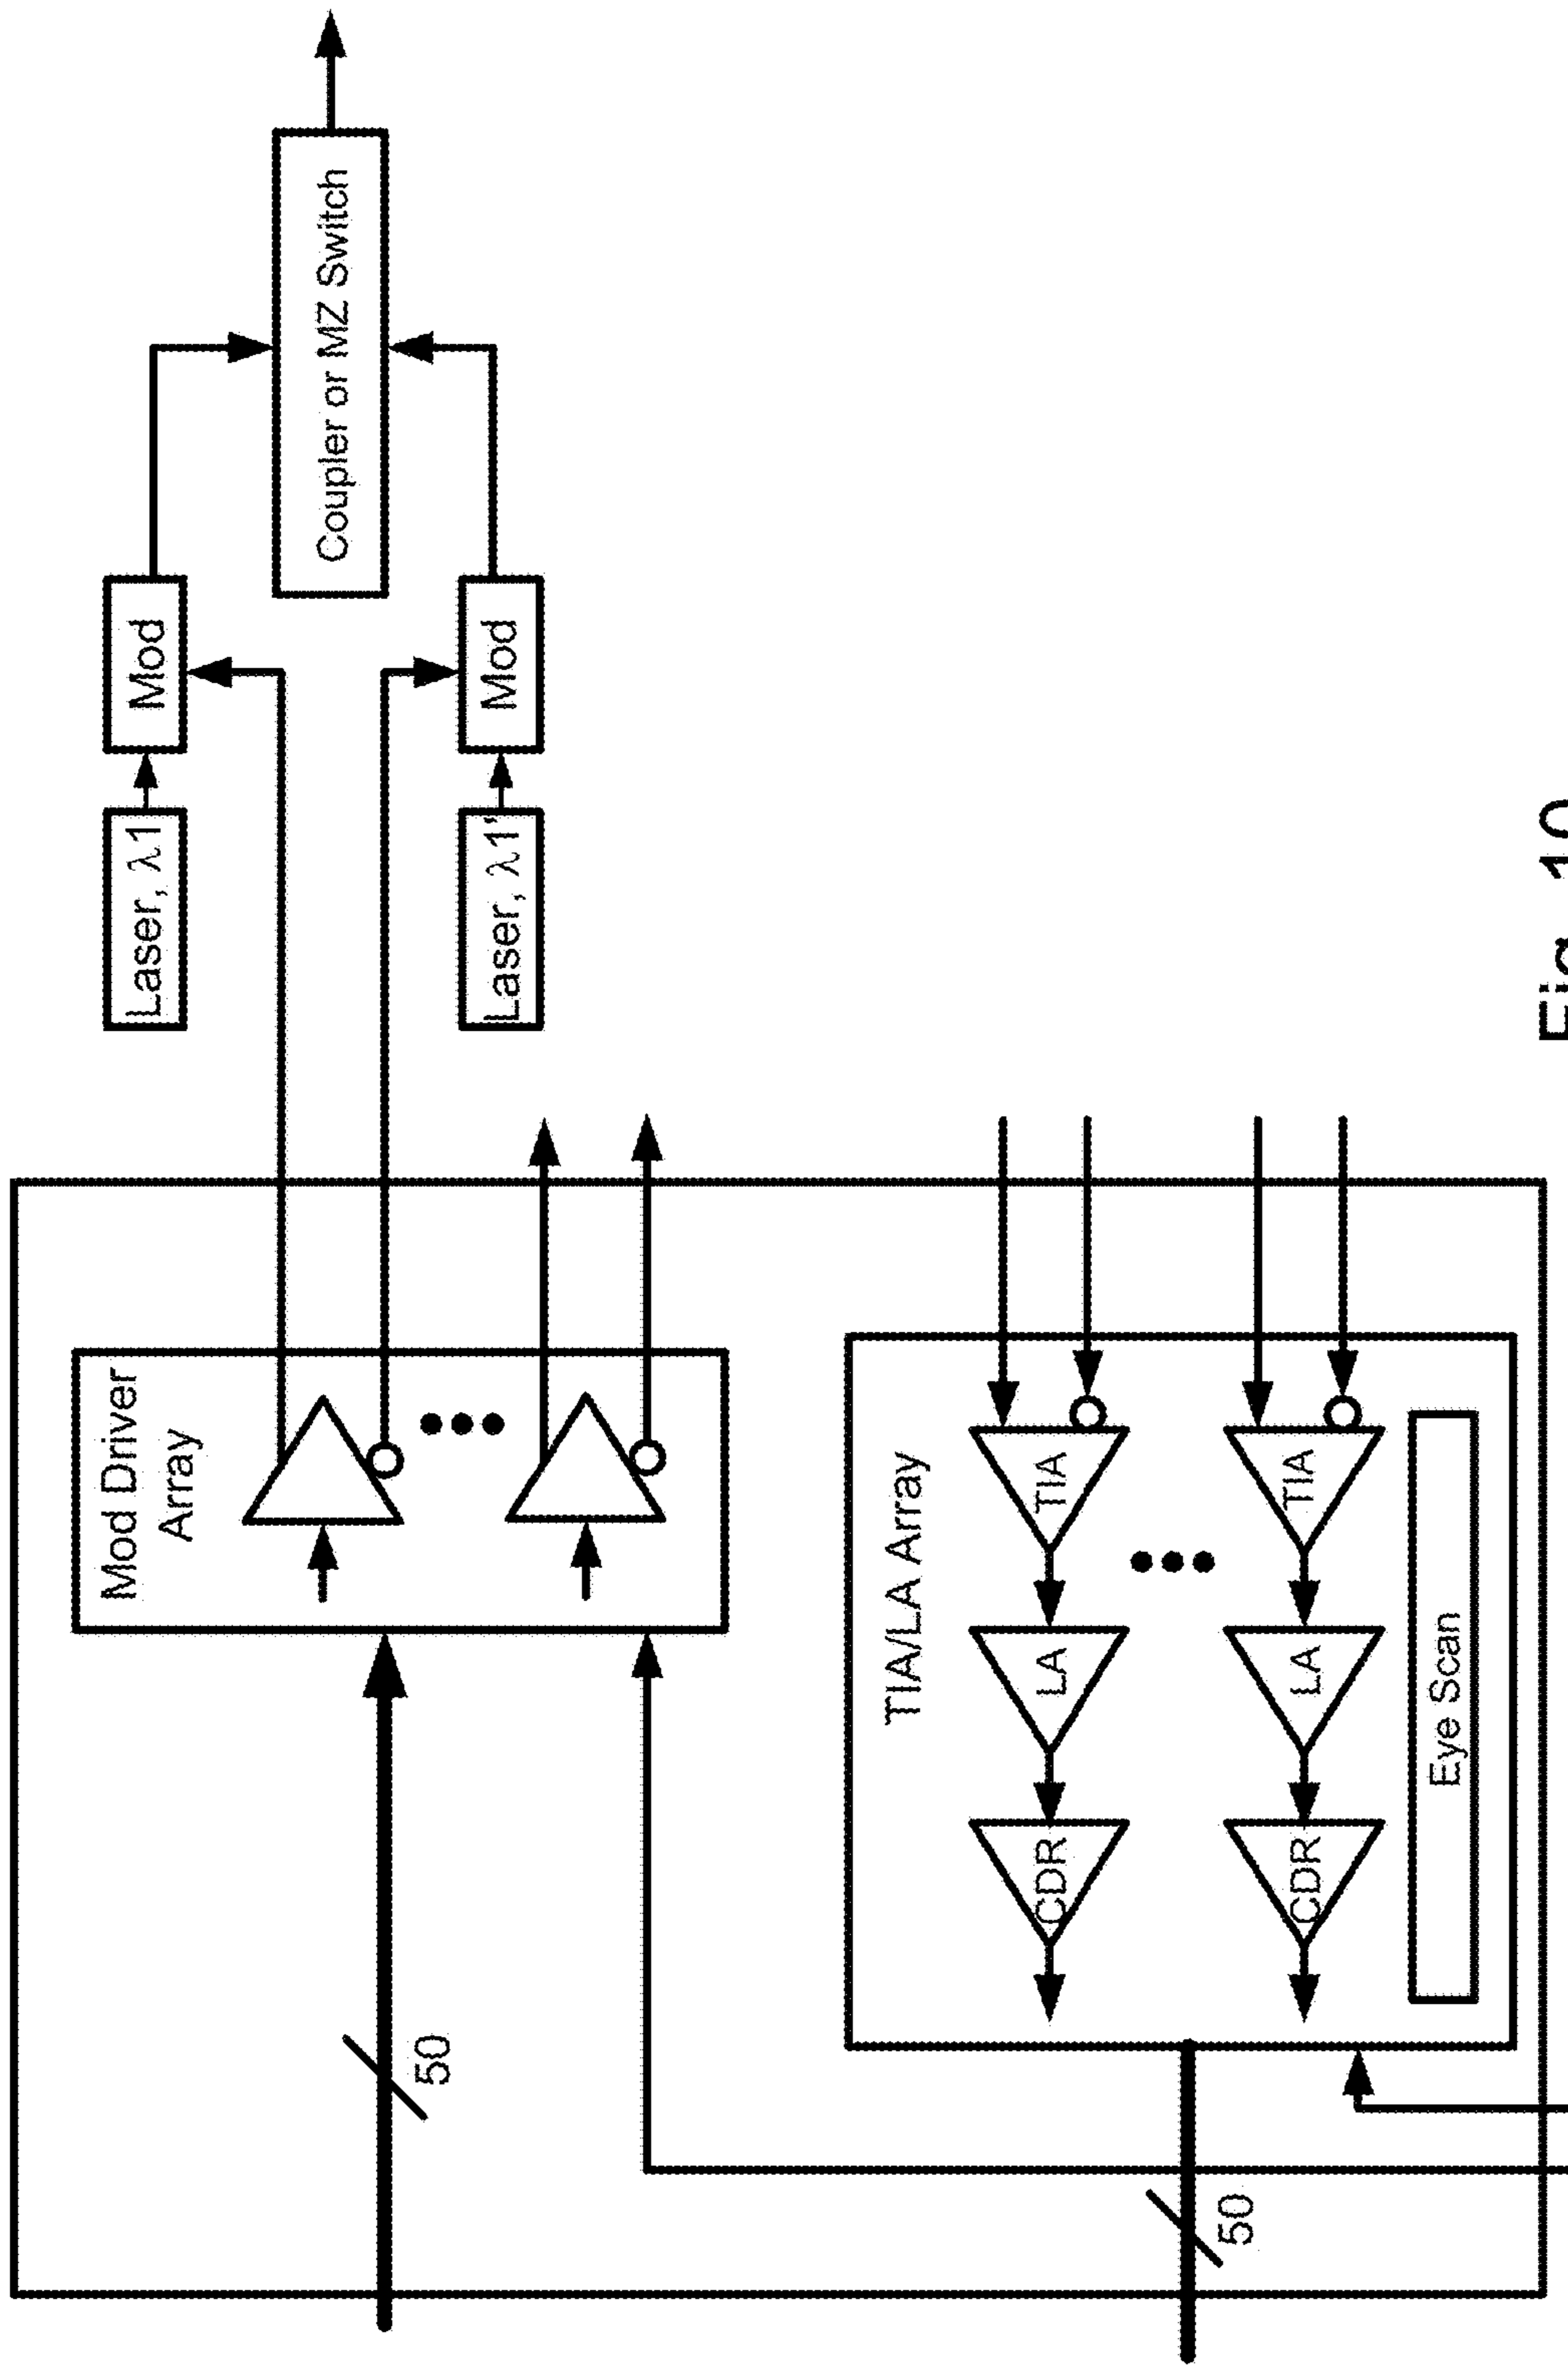 Mod Driver
Array
50
Laser, λ1
Mod
Laser, λ1'
Mod
Coupler or MZ Switch
TIA/LA Array
CDR
LA
TIA
CDR
LA
TIA
Eye Scan
50
Fig. 10